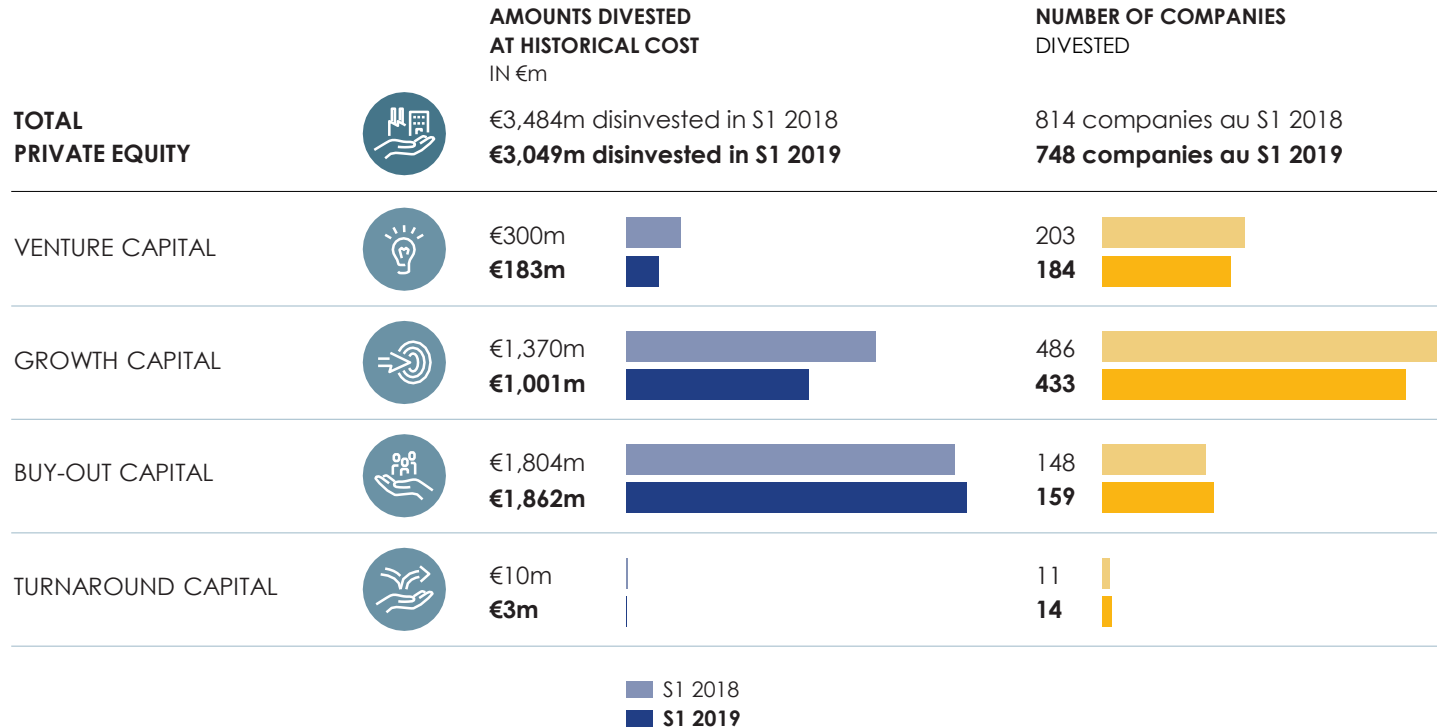 AMOUNTS DIVESTED
AT HISTORICAL COST
IN €m
NUMBER OF COMPANIES
DIVESTED
TOTAL
PRIVATE EQUITY
€3,484m disinvested in S1 2018
€3,049m disinvested in S1 2019
814 companies au S1 2018
748 companies au S1 2019
VENTURE CAPITAL
€300m
€183m
203
184
GROWTH CAPITAL
€1,370m
€1,001m
486
433
BUY-OUT CAPITAL
€1,804m
€1,862m
148
159
TURNAROUND CAPITAL
€10m
€3m
11
14
S1 2018
S1 2019